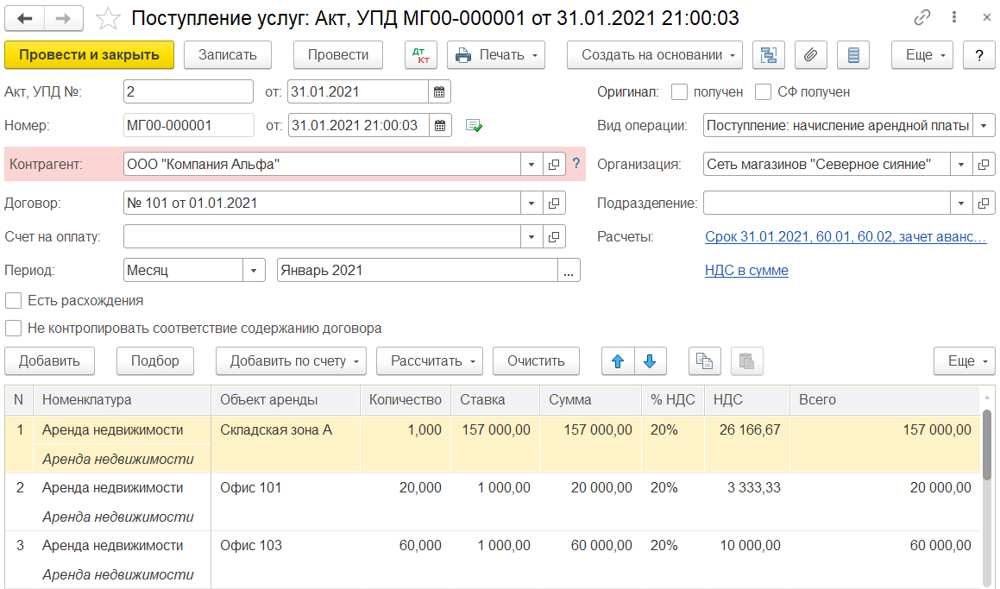 Поступление услуг: Акт, УПД МГ00-000001 от 31.01.2021 21:00:03
Провести и закрыть Записать Провести Дт Кт Печать Создать на основании Еще ?
Акт, УПД №: 2 от: 31.01.2021 Оригинал: получен СФ получен
Номер: МГ00-000001 от: 31.01.2021 21:00:03 Вид операции: Поступление: начисление арендной платы
Контрагент: ООО "Компания Альфа" ? Организация: Сеть магазинов "Северное сияние"
Договор: № 101 от 01.01.2021 Подразделение:
Счет на оплату: Расчеты: Срок 31.01.2021, 60.01, 60.02, зачет аванс...
Период: Месяц Январь 2021 ... НДС в сумме
Есть расхождения
Не контролировать соответствие содержанию договора
Добавить Подбор Добавить по счету Рассчитать Очистить Еще
N Номенклатура Объект аренды Количество Ставка Сумма % НДС НДС Всего
1 Аренда недвижимости Складская зона А 1,000 157 000,00 157 000,00 20% 26 166,67 157 000,00
Аренда недвижимости
2 Аренда недвижимости Офис 101 20,000 1 000,00 20 000,00 20% 3 333,33 20 000,00
Аренда недвижимости
3 Аренда недвижимости Офис 103 60,000 1 000,00 60 000,00 20% 10 000,00 60 000,00
Аренда недвижимости